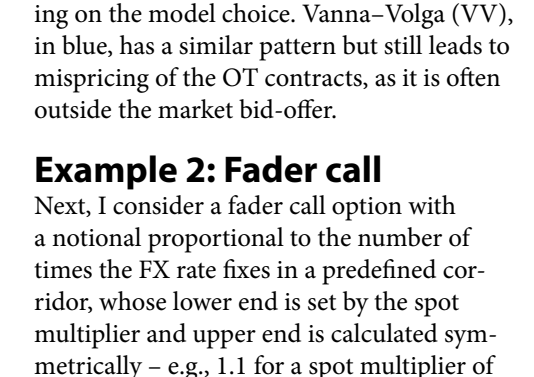 ing on the model choice. Vanna–Volga (VV),
in blue, has a similar pattern but still leads to
mispricing of the OT contracts, as it is often
outside the market bid-offer.
Example 2: Fader call
Next, I consider a fader call option with
a notional proportional to the number of
times the FX rate fixes in a predefined cor-
ridor, whose lower end is set by the spot
multiplier and upper end is calculated sym-
metrically – e.g., 1.1 for a spot multiplier of